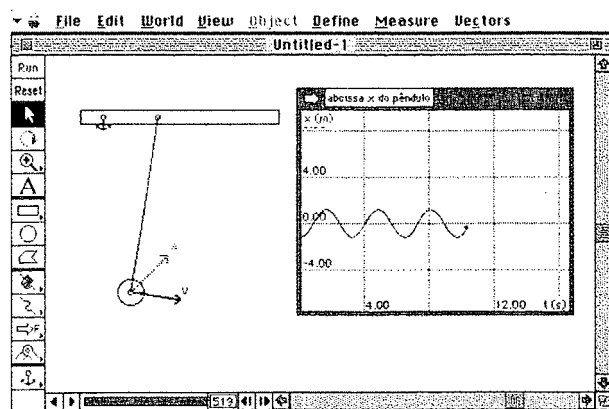 File Edit World View Object Define Measure Vectors
Untitled-1
Run
Reset
A
F
A
V
abcissa x do pêndulo
x (m)
4.00
0.00
-4.00
4.00 12.00 t (s)
513